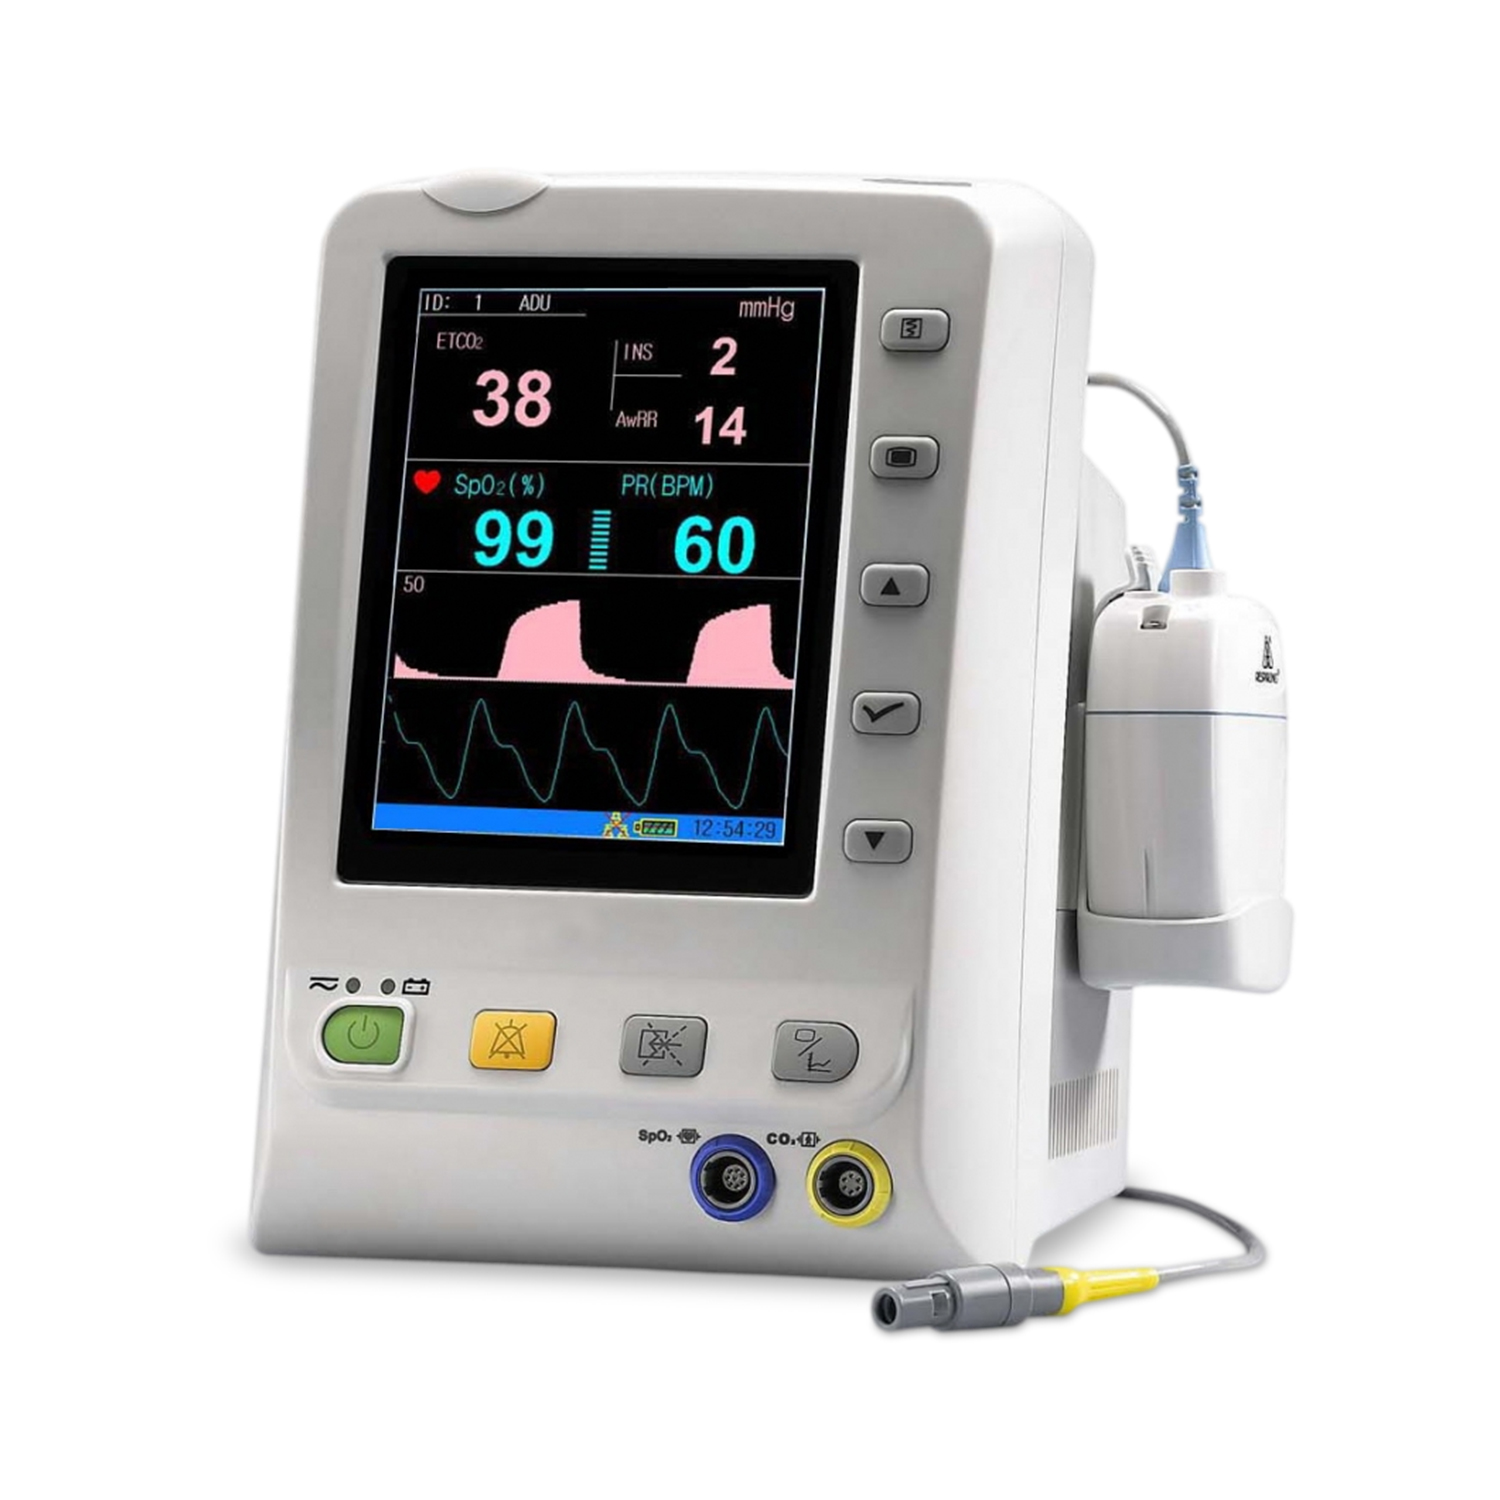 ID: 1 ADU mmHg
ETCO₂
38
INS 2
AwRR 14
SpO₂(%) PR(BPM)
99 60
50
12:54:29
SpO₂ CO₂